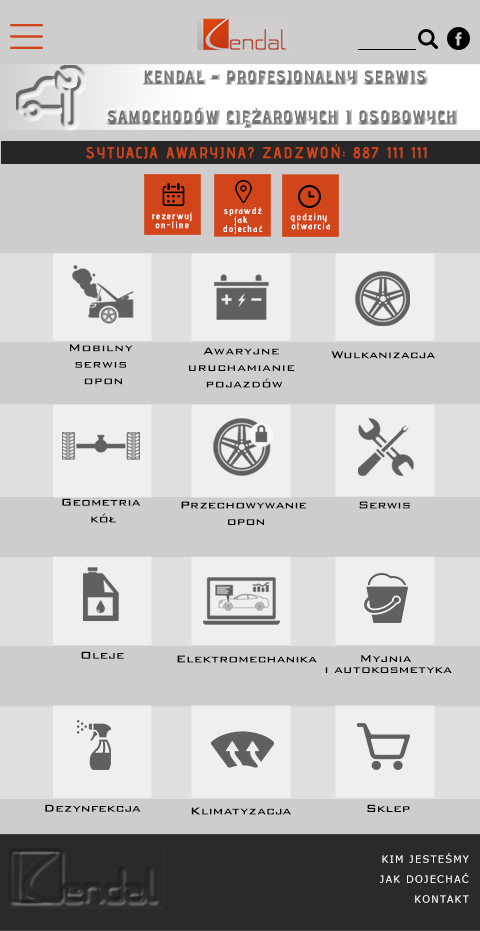 Kendal
f
KENDAL - PROFESJONALNY SERWIS
SAMOCHODÓW CIĘŻAROWYCH I OSOBOWYCH
SYTUACJA AWARYJNA? ZADZWOŃ: 887 111 111
rezerwuj
on-line
sprawdź
jak
dojechać
godziny
otwarcia
Mobilny
serwis
opon
Awaryjne
uruchamianie
pojazdów
Wulkanizacja
Geometria
kół
Przechowywanie
opon
Serwis
Oleje
Elektromechanika
Myjnia
i autokosmetyka
Dezynfekcja
Klimatyzacja
Sklep
Kendal
KIM JESTEŚMY
JAK DOJECHAĆ
KONTAKT